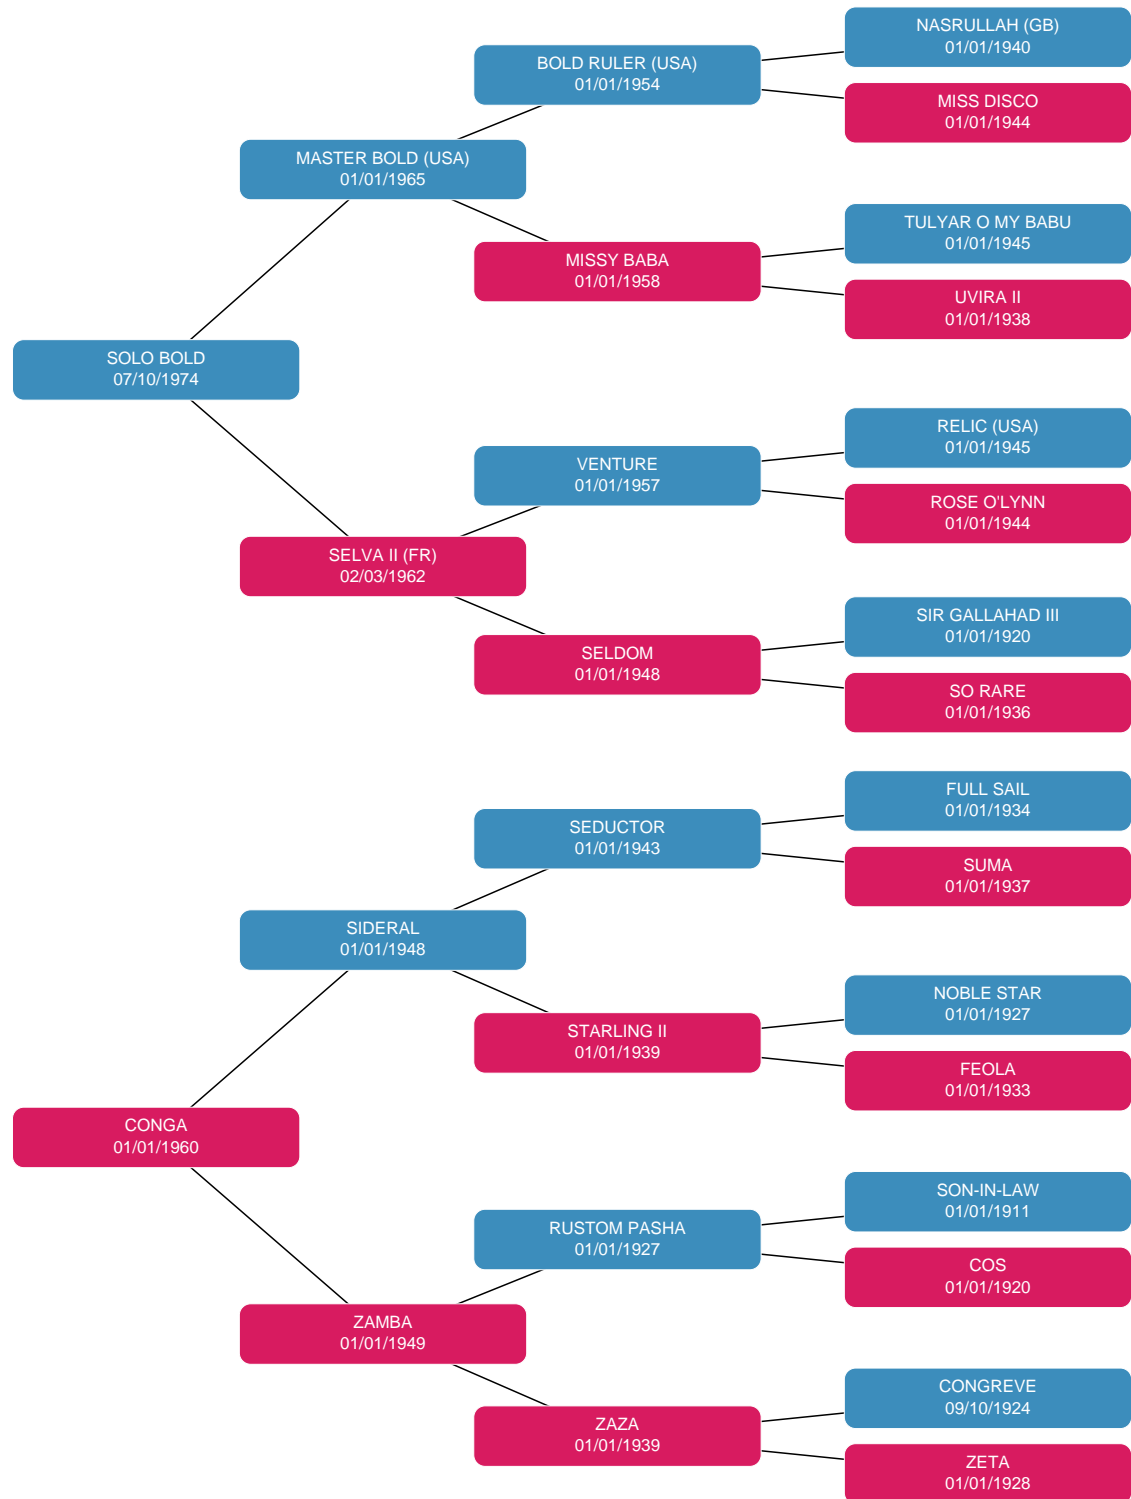 NASRULLAH (GB)
01/01/1940
BOLD RULER (USA)
01/01/1954
MISS DISCO
01/01/1944
MASTER BOLD (USA)
01/01/1965
TULYAR O MY BABU
01/01/1945
MISSY BABA
01/01/1958
UVIRA II
01/01/1938
SOLO BOLD
07/10/1974
RELIC (USA)
01/01/1945
VENTURE
01/01/1957
ROSE O'LYNN
01/01/1944
SELVA II (FR)
02/03/1962
SIR GALLAHAD III
01/01/1920
SELDOM
01/01/1948
SO RARE
01/01/1936
FULL SAIL
01/01/1934
SEDUCTOR
01/01/1943
SUMA
01/01/1937
SIDERAL
01/01/1948
NOBLE STAR
01/01/1927
STARLING II
01/01/1939
FEOLA
01/01/1933
CONGA
01/01/1960
SON-IN-LAW
01/01/1911
RUSTOM PASHA
01/01/1927
COS
01/01/1920
ZAMBA
01/01/1949
CONGREVE
09/10/1924
ZAZA
01/01/1939
ZETA
01/01/1928